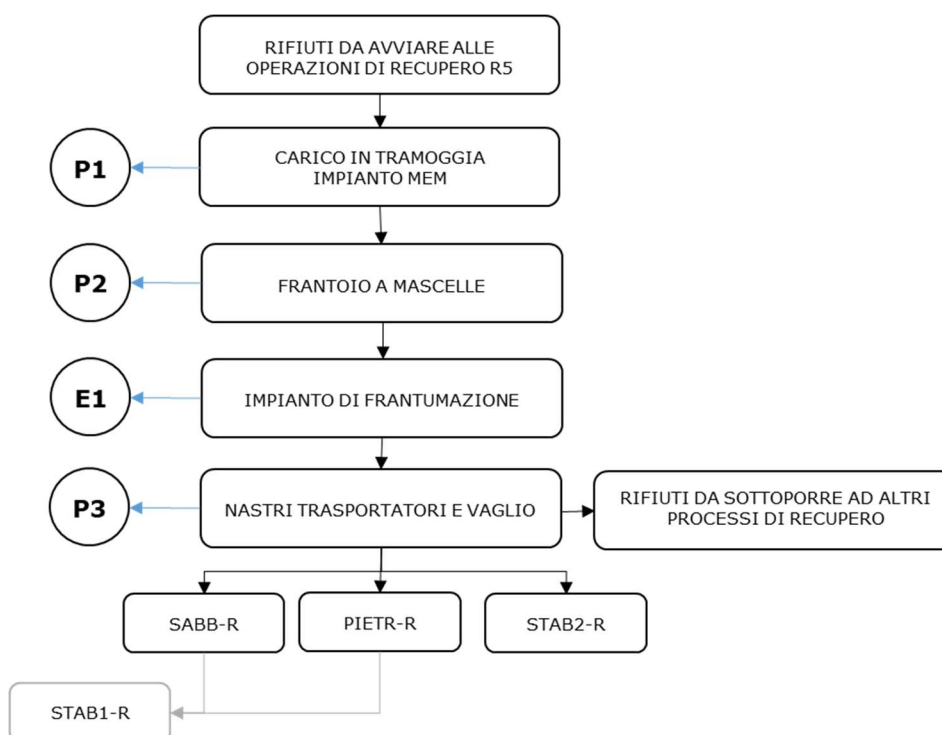 RIFIUTI DA AVVIARE ALLE
OPERAZIONI DI RECUPERO R5
P1
CARICO IN TRAMOGGIA
IMPIANTO MEM
P2
FRANTOIO A MASCELLE
E1
IMPIANTO DI FRANTUMAZIONE
P3
NASTRI TRASPORTATORI E VAGLIO
RIFIUTI DA SOTTOPORRE AD ALTRI
PROCESSI DI RECUPERO
SABB-R
PIETR-R
STAB2-R
STAB1-R